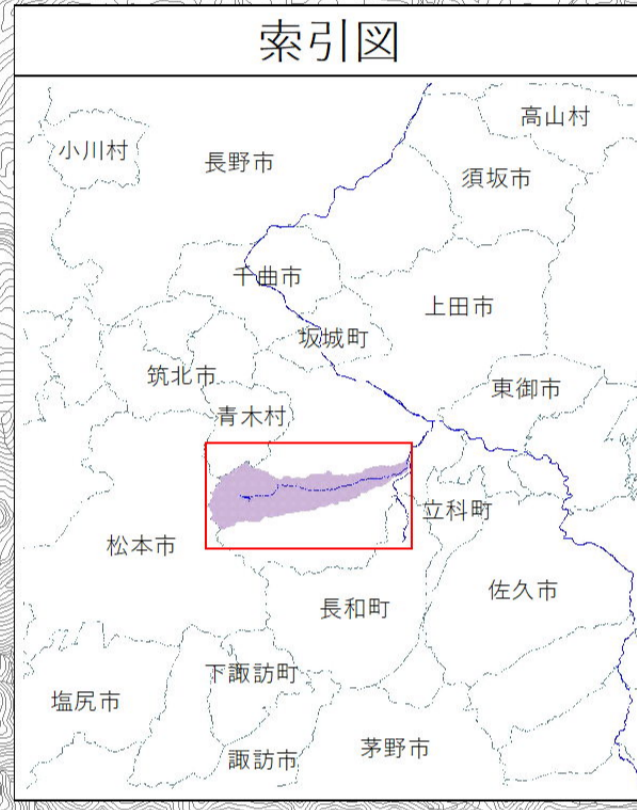 索引図
高山村
小川村
長野市
須坂市
千曲市
上田市
坂城町
筑北市
東御市
青木村
立科町
松本市
佐久市
長和町
下諏訪町
塩尻市
茅野市
諏訪市